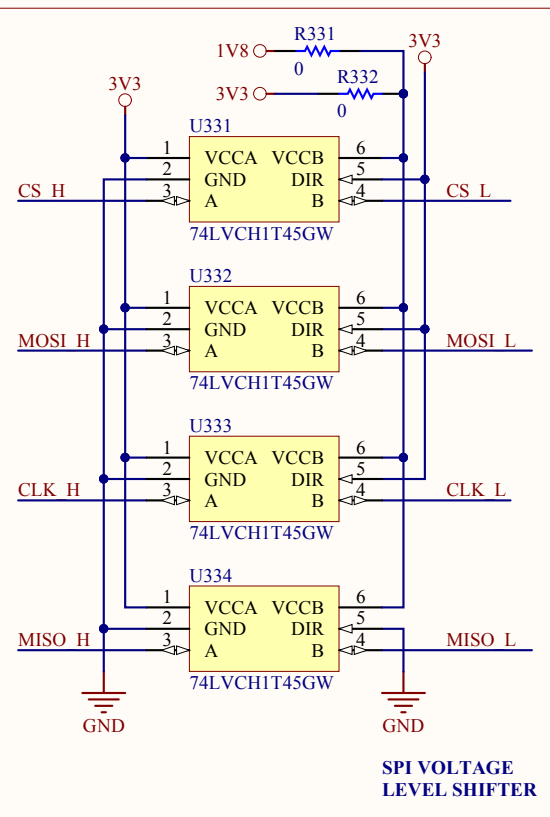 R331
1V8
0
3V3
R332
3V3
0
3V3
U331
1 VCCA VCCB 6
2 GND DIR 5
CS_H 3 A B 4 CS_L
74LVCH1T45GW
U332
1 VCCA VCCB 6
2 GND DIR 5
MOSI_H 3 A B 4 MOSI_L
74LVCH1T45GW
U333
1 VCCA VCCB 6
2 GND DIR 5
CLK_H 3 A B 4 CLK_L
74LVCH1T45GW
U334
1 VCCA VCCB 6
2 GND DIR 5
MISO_H 3 A B 4 MISO_L
74LVCH1T45GW
GND GND
SPI VOLTAGE
LEVEL SHIFTER